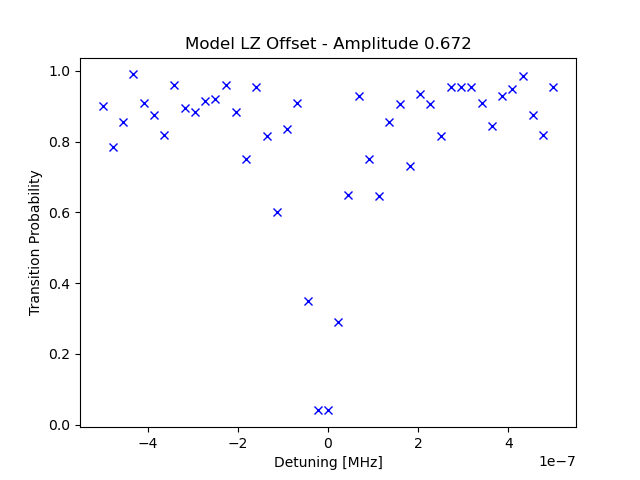 Model LZ Offset - Amplitude 0.672
1.0
0.8
0.6
0.4
0.2
0.0
Transition Probability
−4
−2
0
2
4
1e−7
Detuning [MHz]